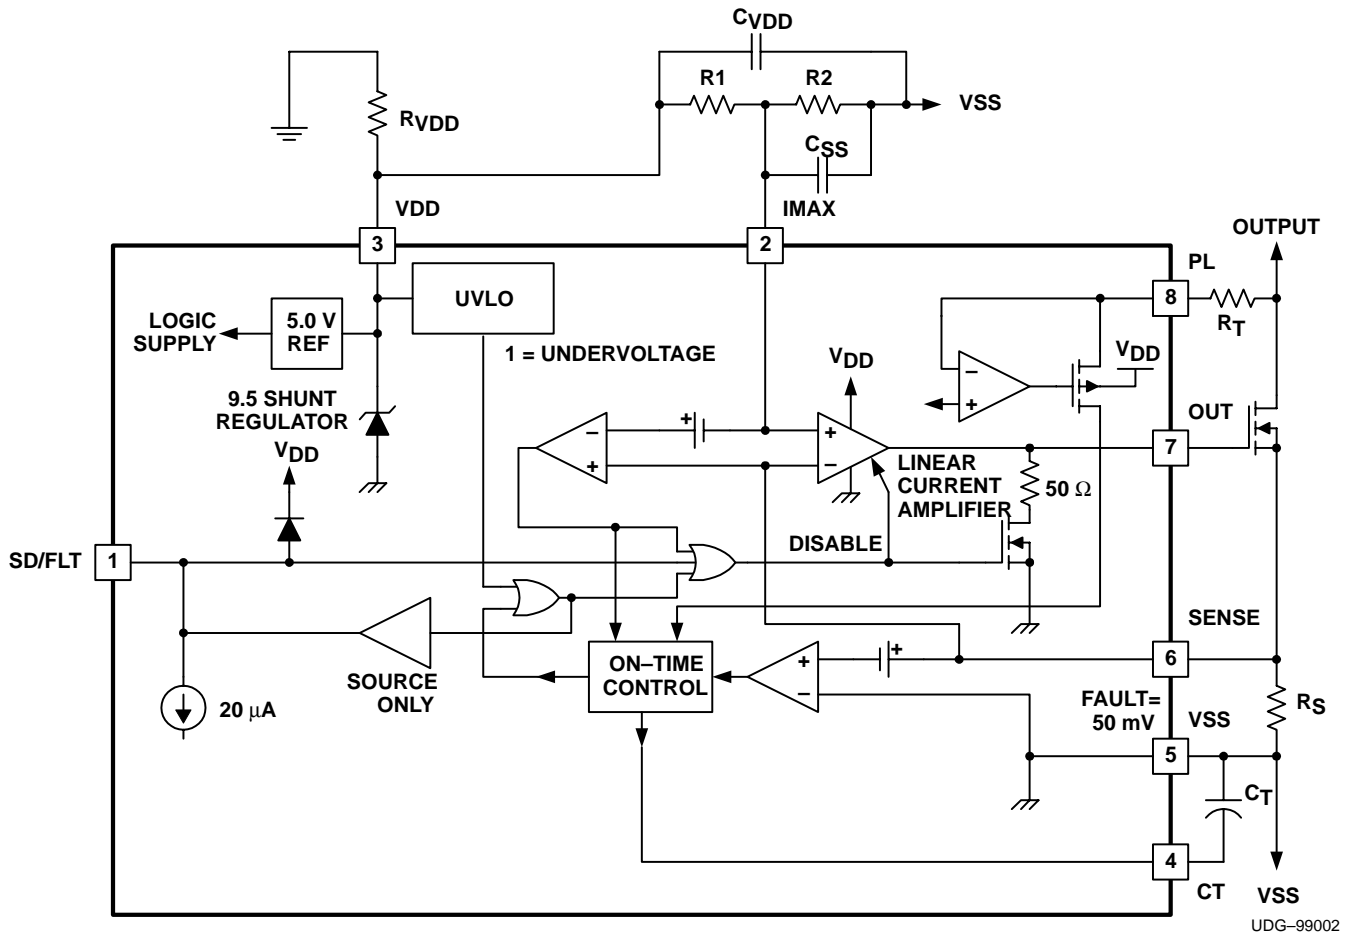 CVDD
R1
R2
VSS
RVDD
CSS
VDD
IMAX
3
2
OUTPUT
PL
8
RT
UVLO
5.0 V
REF
LOGIC
SUPPLY
1 = UNDERVOLTAGE
VDD
VDD
9.5 SHUNT
REGULATOR
VDD
+
–
+
+
–
–
+
OUT
7
LINEAR
CURRENT
AMPLIFIER
50 Ω
DISABLE
SD/FLT
1
SENSE
6
ON–TIME
CONTROL
+
–
+
SOURCE
ONLY
20 µA
FAULT=
50 mV
VSS
5
RS
CT
4
CT
VSS
UDG–99002